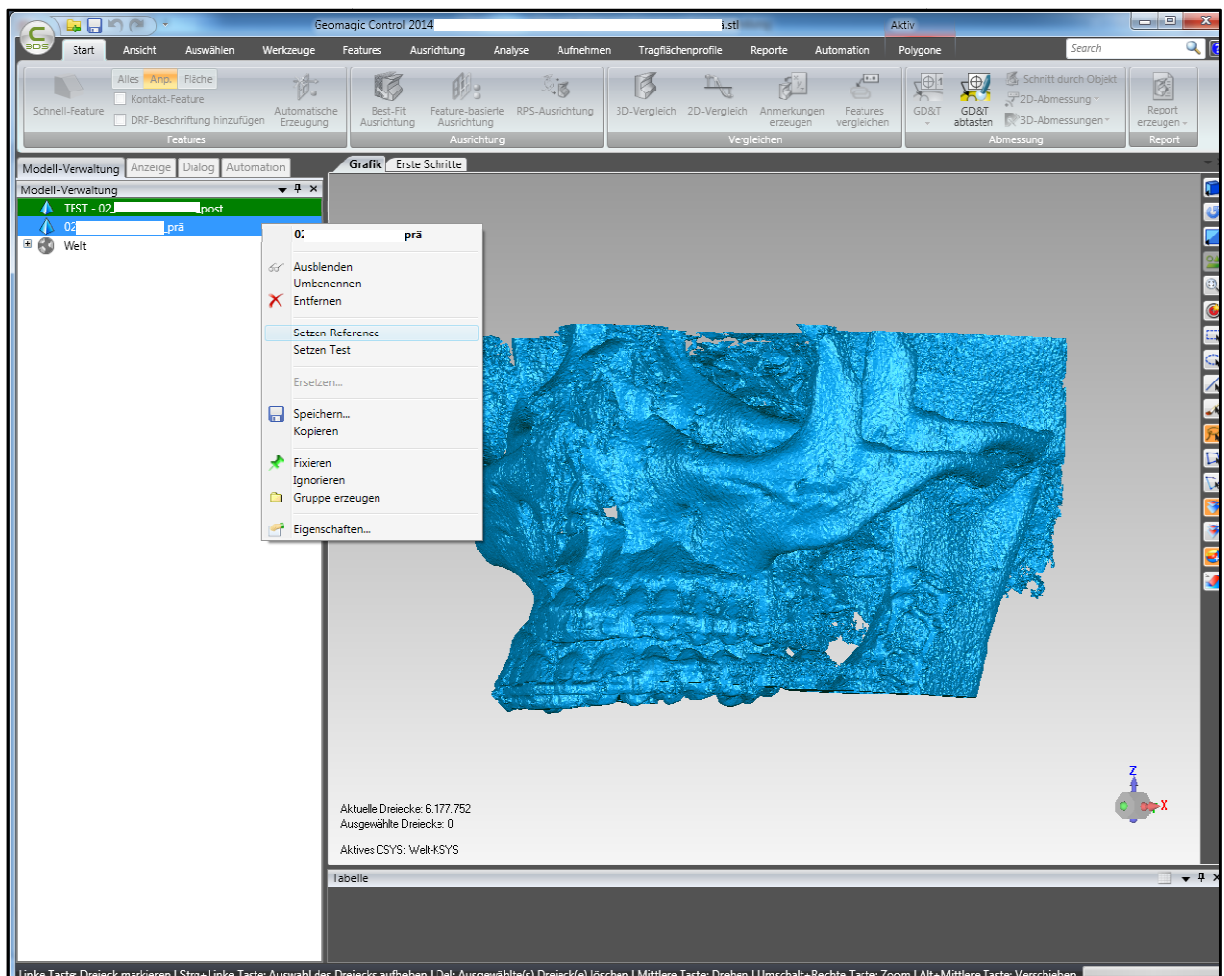 Geomagic Control 2014 .stl Aktiv
Start Ansicht Auswählen Werkzeuge Features Ausrichtung Analyse Aufnehmen Tragflächenprofile Reporte Automation Polygone Search
Schnell-Feature
Alles Anp. Fläche
Kontakt-Feature
DRF-Beschriftung hinzufügen
Automatische Erzeugung
Features
Best-Fit Ausrichtung
Feature-basierte Ausrichtung
RPS-Ausrichtung
Ausrichtung
3D-Vergleich
2D-Vergleich
Anmerkungen erzeugen
Features vergleichen
Vergleichen
GD&T
GD&T abtasten
Schritt durch Objekt
2D-Abmessung
3D-Abmessungen
Abmessung
Report erzeugen
Report
Modell-Verwaltung Anzeige Dialog Automation
Modell-Verwaltung
TEST - 02_ _post
02 _prä
Welt
0 prä
Ausblenden
Umbenennen
Entfernen
Setzen Reference
Setzen Test
Ersetzen...
Speichern...
Kopieren
Fixieren
Ignorieren
Gruppe erzeugen
Eigenschaften...
Grafik Erste Schritte
Z
X
Aktuelle Dreiecke: 6.177.752
Ausgewählte Dreiecke: 0
Aktives CSYS: Welt-KSYS
Tabelle
Linke Taste: Dreieck markieren | Strg+Linke Taste: Auswahl des Dreiecks aufheben | Del: Ausgewählte(s) Dreieck(e) löschen | Mittlere Taste: Drehen | Umschalt+Rechte Taste: Zoom | Alt+Mittlere Taste: Verschieben